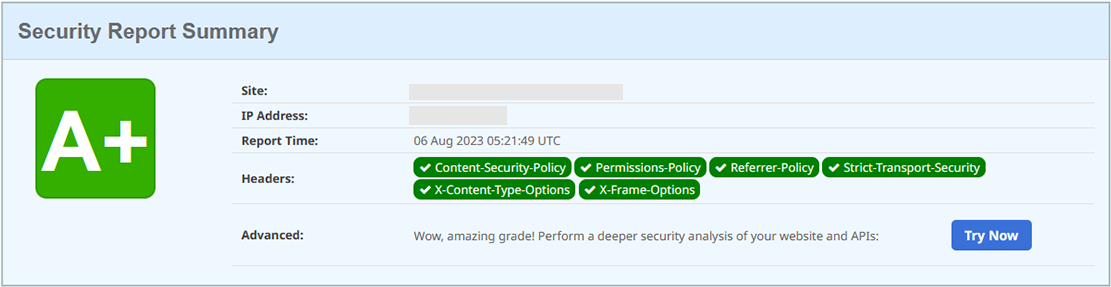 Security Report Summary
A+
Site:
IP Address:
Report Time: 06 Aug 2023 05:21:49 UTC
Headers: Content-Security-Policy Permissions-Policy Referrer-Policy Strict-Transport-Security
X-Content-Type-Options X-Frame-Options
Advanced: Wow, amazing grade! Perform a deeper security analysis of your website and APIs: Try Now